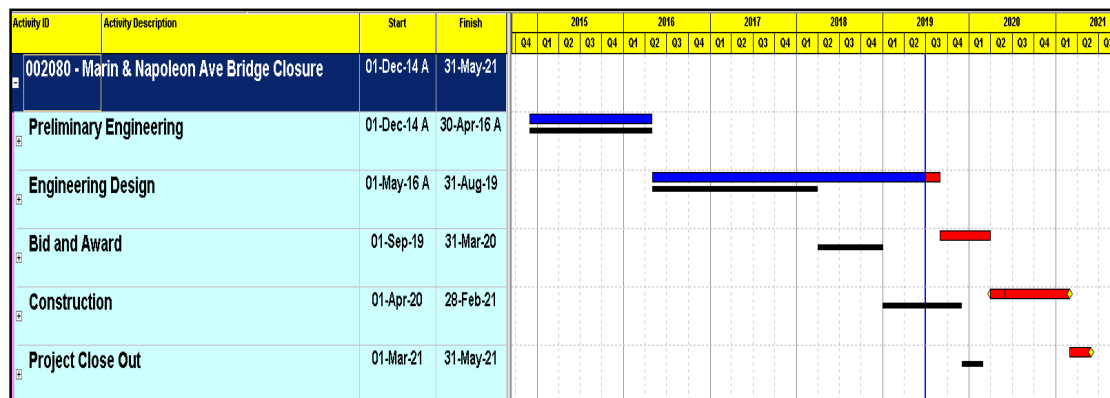 Activity ID Activity Description Start Finish 2015 2016 2017 2018 2019 2020 2021
Q4 Q1 Q2 Q3 Q4 Q1 Q2 Q3 Q4 Q1 Q2 Q3 Q4 Q1 Q2 Q3 Q4 Q1 Q2 Q3 Q4 Q1 Q2 Q3 Q4 Q1 Q2
002080 - Marin & Napoleon Ave Bridge Closure 01-Dec-14 A 31-May-21
Preliminary Engineering 01-Dec-14 A 30-Apr-16 A
Engineering Design 01-May-16 A 31-Aug-19
Bid and Award 01-Sep-19 31-Mar-20
Construction 01-Apr-20 28-Feb-21
Project Close Out 01-Mar-21 31-May-21